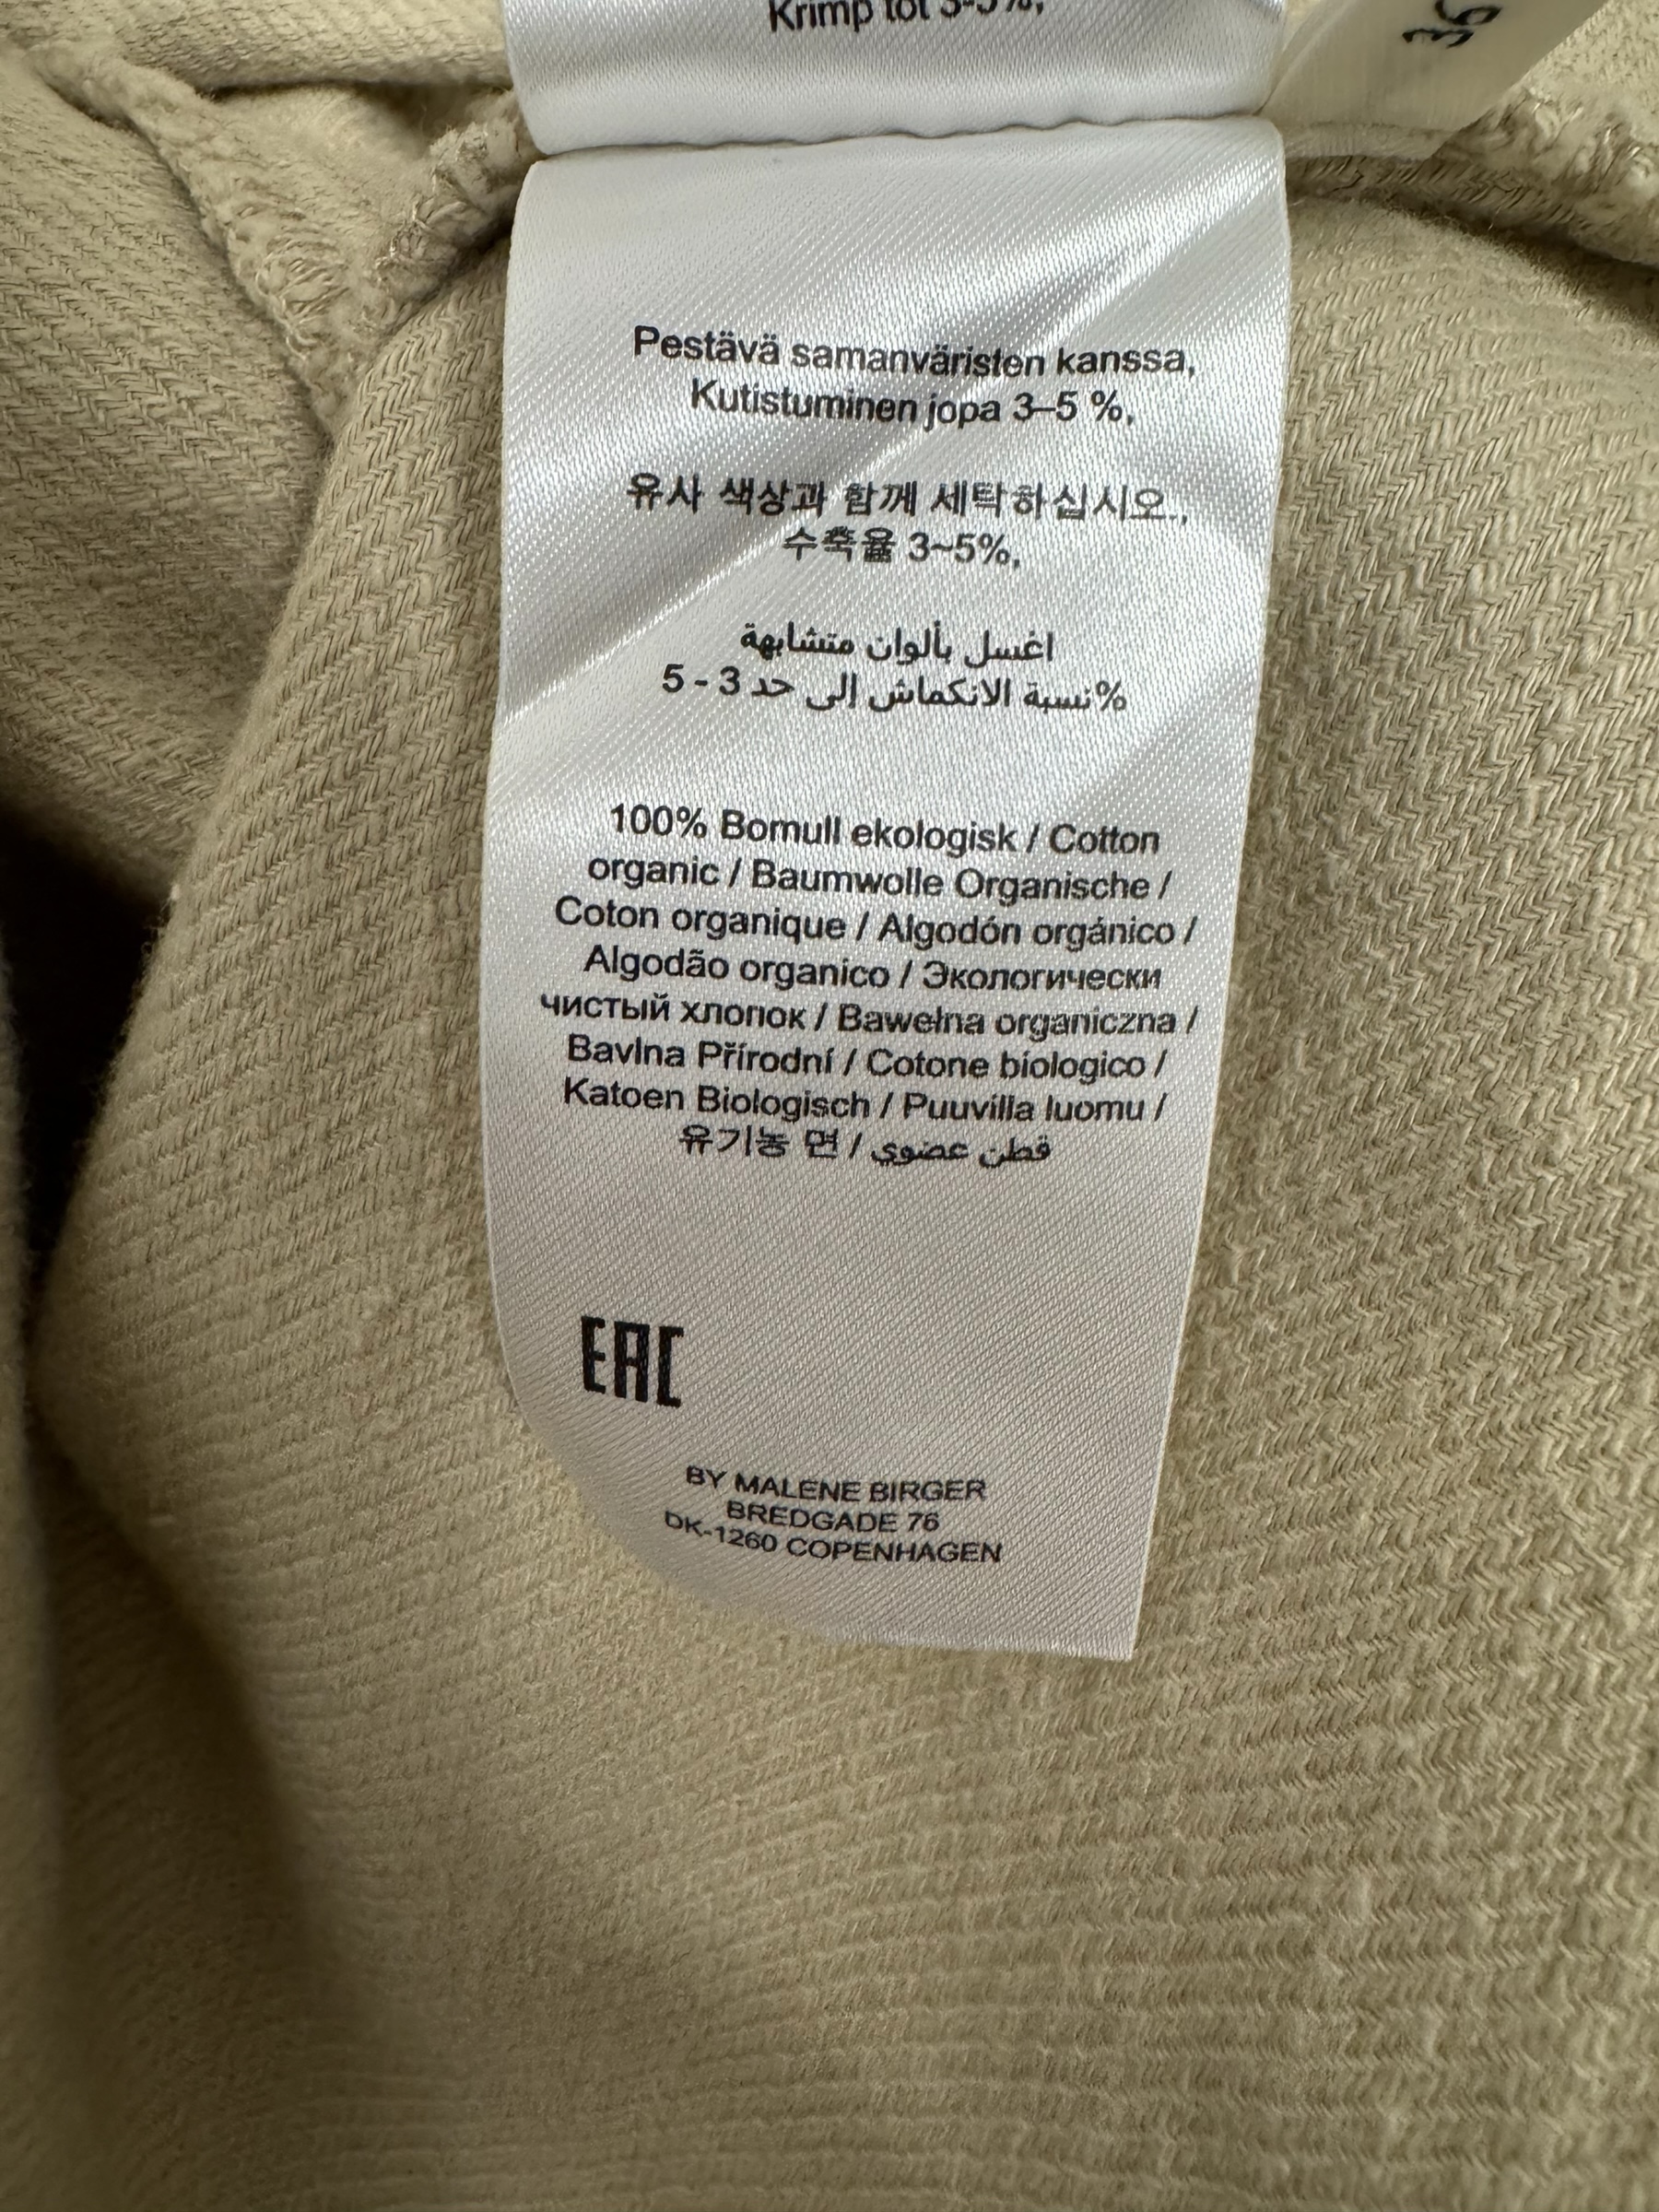 Krimp tot 3-5%,
36
Pestävä samanväristen kanssa,
Kutistuminen jopa 3–5 %,
유사 색상과 함께 세탁하십시오.,
수축율 3~5%,
اغسل بألوان متشابهة
%نسبة الانكماش إلى حد 3 - 5
100% Bomull ekologisk / Cotton
organic / Baumwolle Organische /
Coton organique / Algodón orgánico /
Algodão organico / Экологически
чистый хлопок / Bawełna organiczna /
Bavlna Přírodní / Cotone biologico /
Katoen Biologisch / Puuvilla luomu /
유기농 면 / قطن عضوي
EAC
BY MALENE BIRGER
BREDGADE 76
DK-1260 COPENHAGEN